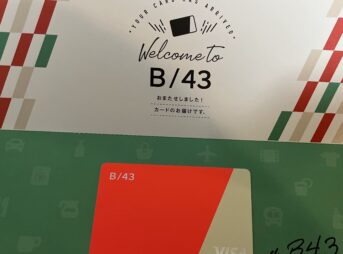 YOUR CARD HAS ARRIVED
Welcome to
B/43
おまたせしました！
カードのお届けです。
B/43
VISA
B43